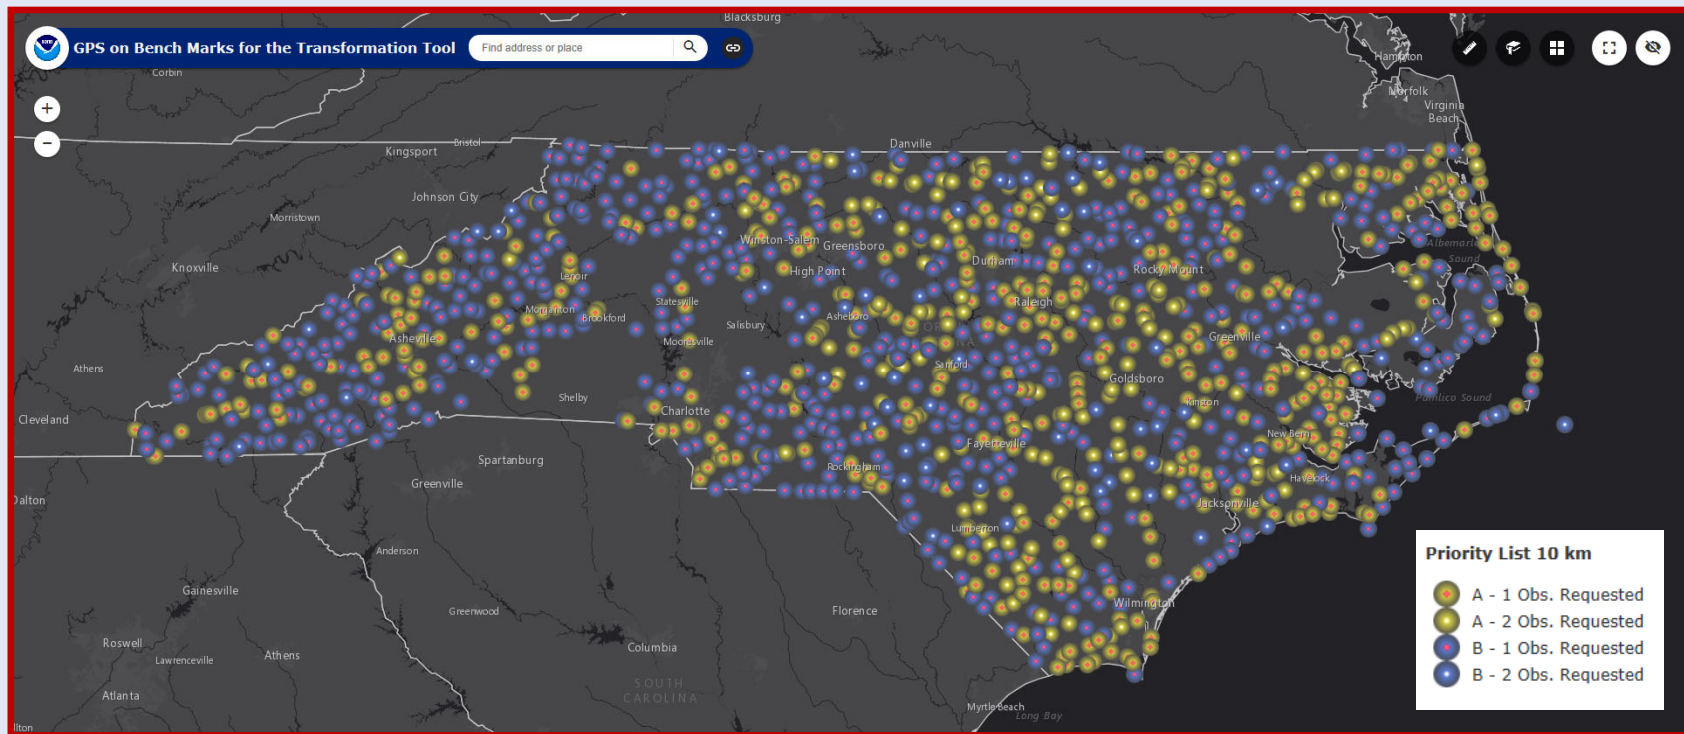 Blacksburg
GPS on Bench Marks for the Transformation Tool
Find address or place
Corbin
Hampton
Norfolk
Virginia
Beach
+
−
Bristol
Danville
Kingsport
Johnson City
Morristown
Winston-Salem
Greensboro
Albemarle
Sound
Durham
Knoxville
High Point
Rocky Mount
Lenoir
Statesville
Raleigh
Morganton
Brookford
Asheboro
Salisbury
Asheville
Mooresville
Greenville
Athens
Sanford
Goldsboro
Shelby
Kinston
Pamlico Sound
Charlotte
Cleveland
New Bern
Fayetteville
Spartanburg
Rockingham
Greenville
Havelock
Dalton
Jacksonville
Lumberton
Anderson
Priority List 10 km
A - 1 Obs. Requested
A - 2 Obs. Requested
B - 1 Obs. Requested
B - 2 Obs. Requested
Gainesville
Greenwood
Florence
Wilmington
Roswell
Lawrenceville
Athens
Columbia
SOUTH
CAROLINA
Atlanta
Myrtle Beach
Long Bay